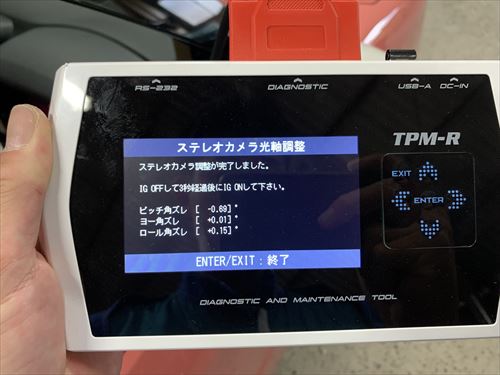 RS-232 DIAGNOSTIC USB-A DC-IN
TPM-R
ステレオカメラ光軸調整
ステレオカメラ調整が完了しました。
IG OFFして3秒経過後にIG ONして下さい。
ピッチ角ズレ [ -0.69]°
ヨー角ズレ [ +0.01]°
ロール角ズレ [ +0.15]°
ENTER/EXIT：終了
EXIT
ENTER
DIAGNOSTIC AND MAINTENANCE TOOL